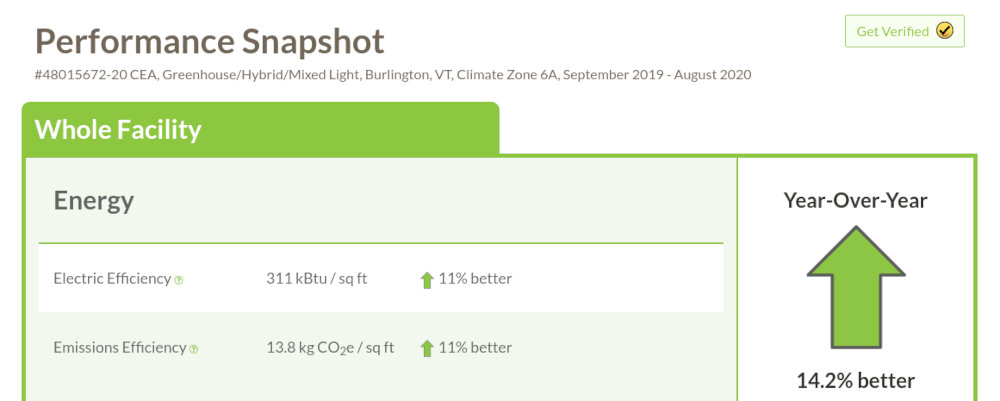 Performance Snapshot
Get Verified
#48015672-20 CEA, Greenhouse/Hybrid/Mixed Light, Burlington, VT, Climate Zone 6A, September 2019 - August 2020
Whole Facility
Energy
Year-Over-Year
Electric Efficiency ? 311 kBtu / sq ft 11% better
Emissions Efficiency ? 13.8 kg CO₂e / sq ft 11% better
14.2% better